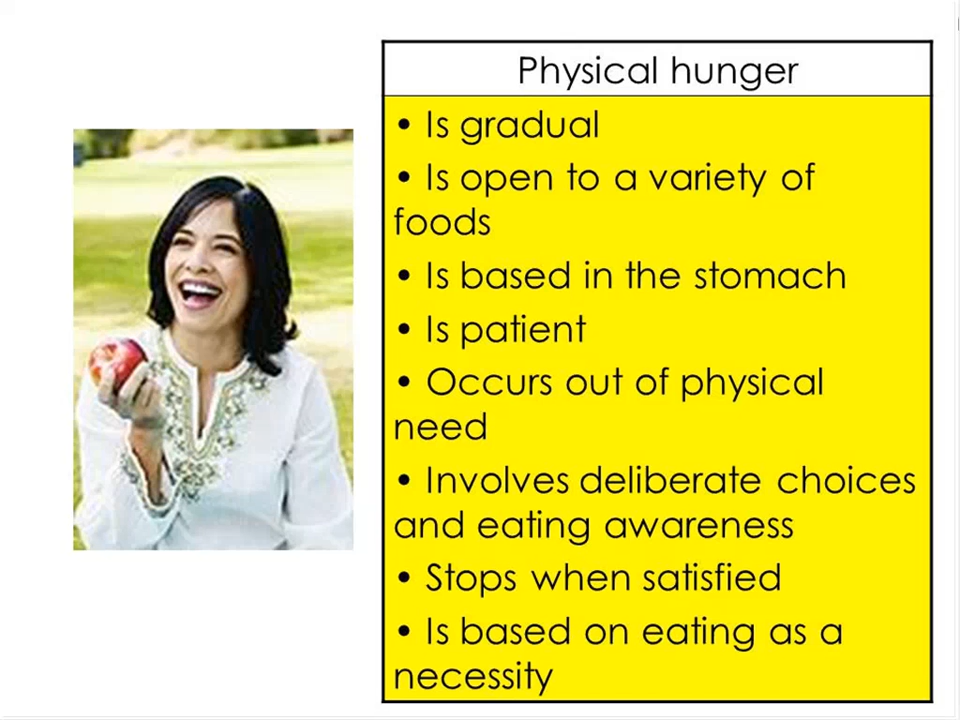 Physical hunger
• Is gradual
• Is open to a variety of
foods
• Is based in the stomach
• Is patient
• Occurs out of physical
need
• Involves deliberate choices
and eating awareness
• Stops when satisfied
• Is based on eating as a
necessity